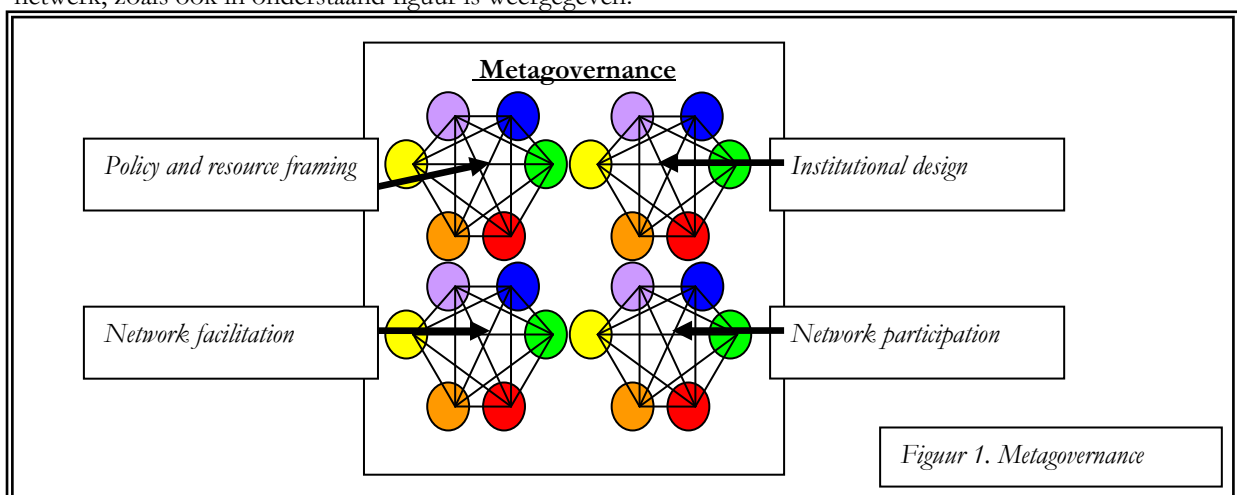 netwerk, zoals ook in onderstaand figuur is weergegeven.
Metagovernance
Policy and resource framing
Institutional design
Network facilitation
Network participation
Figuur 1. Metagovernance